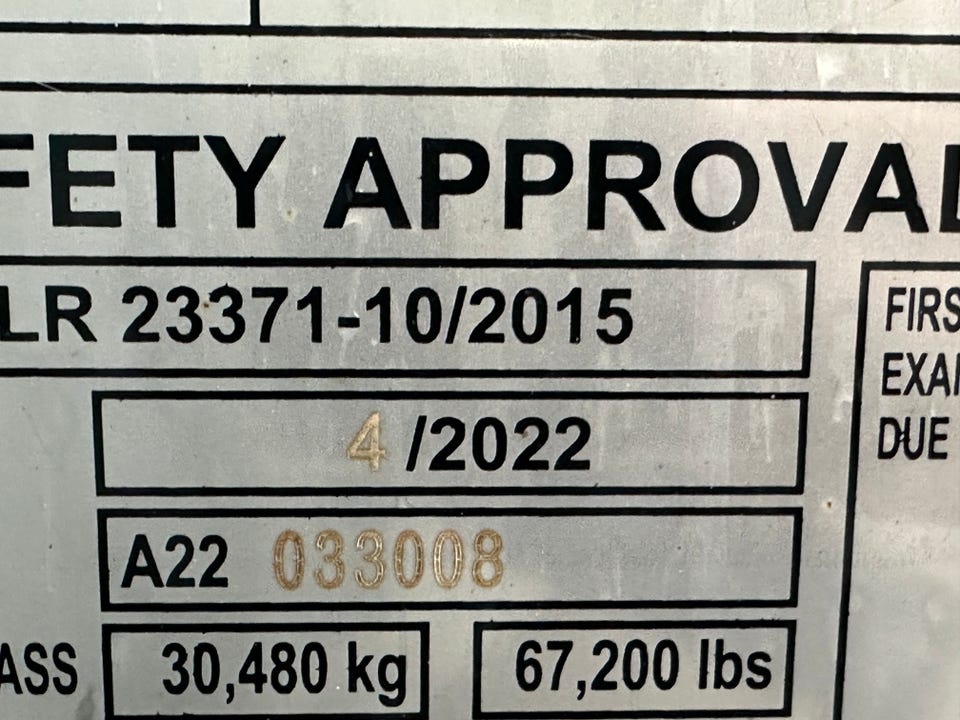 FETY APPROVAL
LR 23371-10/2015
FIRS
EXAM
DUE
4 /2022
A22 033008
ASS 30,480 kg 67,200 lbs